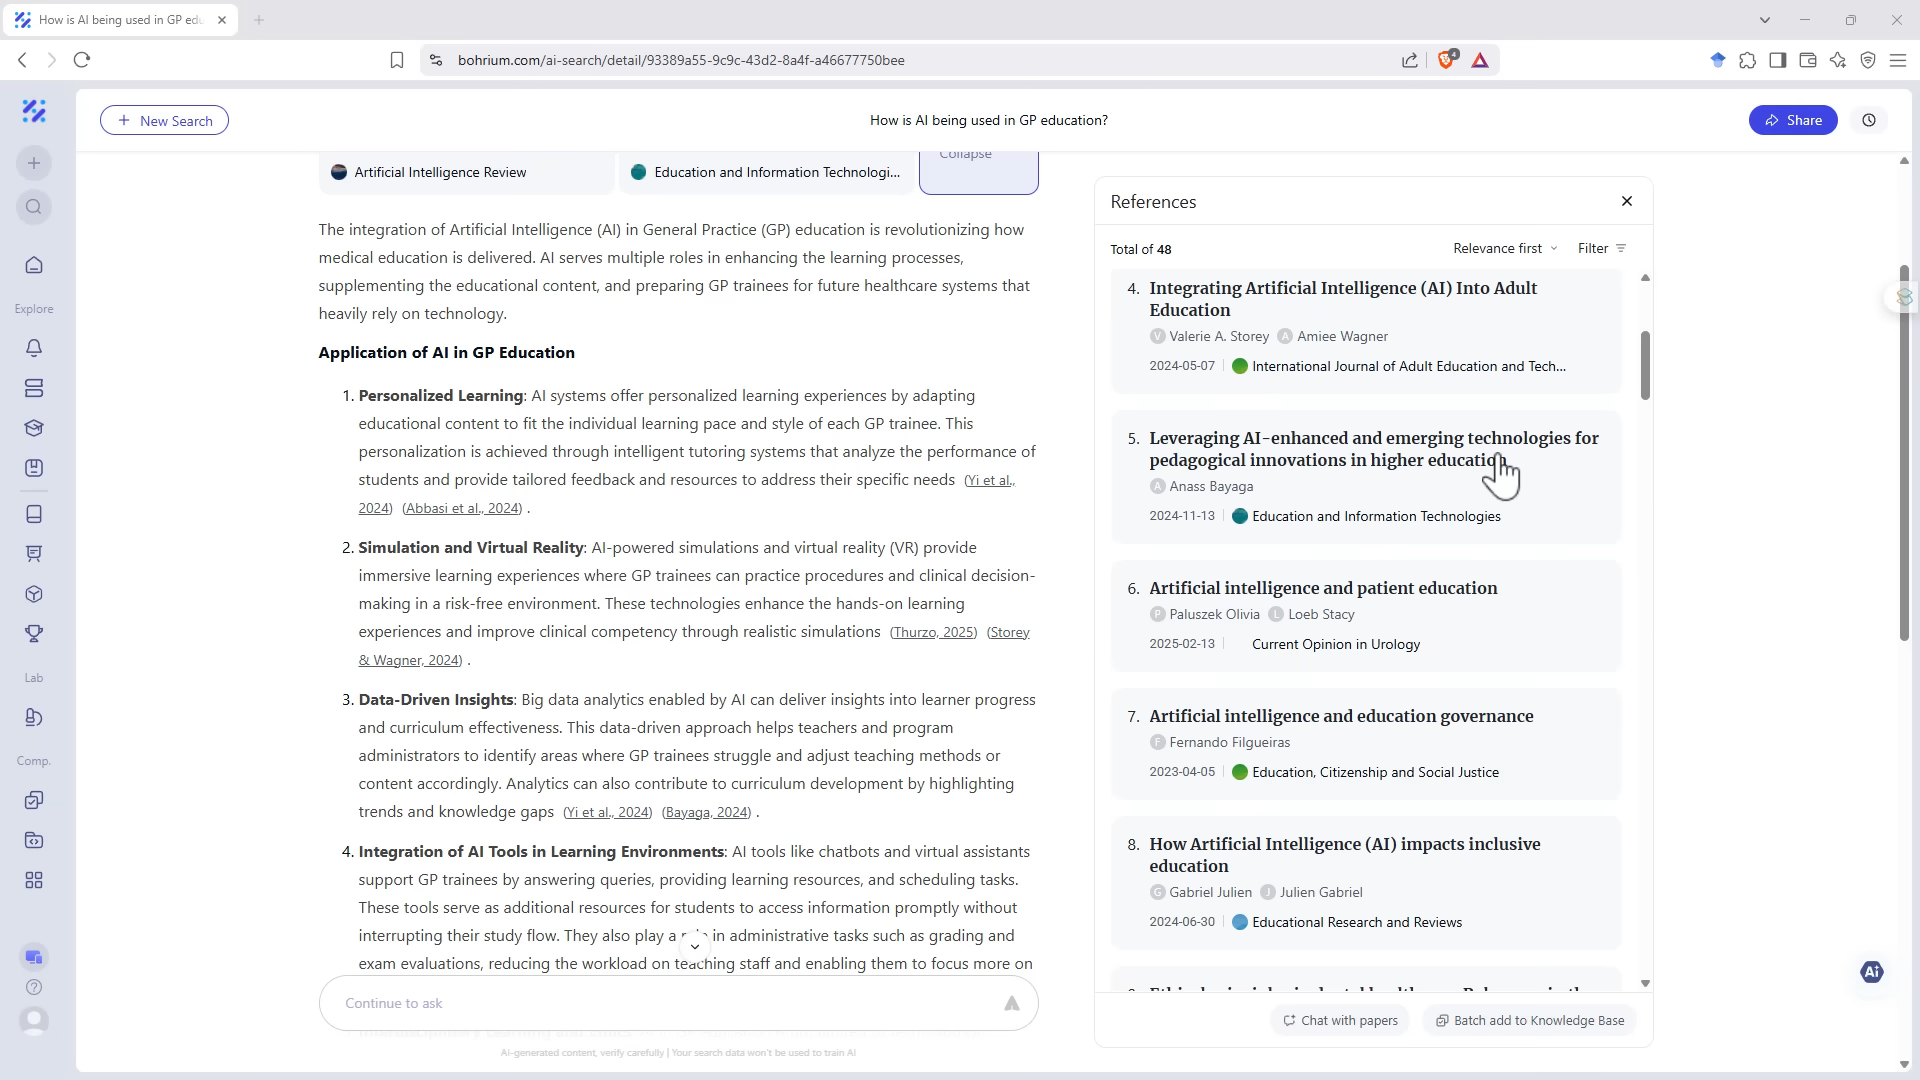 How is AI being used in GP edu
bohrium.com/ai-search/detail/93389a55-9c9c-43d2-8a4f-a46677750bee
4
New Search
How is AI being used in GP education?
Share
Explore
Lab
Comp.
Collapse
Artificial Intelligence Review
Education and Information Technologi...
The integration of Artificial Intelligence (AI) in General Practice (GP) education is revolutionizing how
medical education is delivered. AI serves multiple roles in enhancing the learning processes,
supplementing the educational content, and preparing GP trainees for future healthcare systems that
heavily rely on technology.
Application of AI in GP Education
1. Personalized Learning: AI systems offer personalized learning experiences by adapting
educational content to fit the individual learning pace and style of each GP trainee. This
personalization is achieved through intelligent tutoring systems that analyze the performance of
students and provide tailored feedback and resources to address their specific needs (Yi et al.,
2024) (Abbasi et al., 2024) .
2. Simulation and Virtual Reality: AI-powered simulations and virtual reality (VR) provide
immersive learning experiences where GP trainees can practice procedures and clinical decision-
making in a risk-free environment. These technologies enhance the hands-on learning
experiences and improve clinical competency through realistic simulations (Thurzo, 2025) (Storey
& Wagner, 2024) .
3. Data-Driven Insights: Big data analytics enabled by AI can deliver insights into learner progress
and curriculum effectiveness. This data-driven approach helps teachers and program
administrators to identify areas where GP trainees struggle and adjust teaching methods or
content accordingly. Analytics can also contribute to curriculum development by highlighting
trends and knowledge gaps (Yi et al., 2024) (Bayaga, 2024) .
4. Integration of AI Tools in Learning Environments: AI tools like chatbots and virtual assistants
support GP trainees by answering queries, providing learning resources, and scheduling tasks.
These tools serve as additional resources for students to access information promptly without
interrupting their study flow. They also play a in administrative tasks such as grading and
exam evaluations, reducing the workload on teaching staff and enabling them to focus more on
Continue to ask
AI-generated content, verify carefully | Your search data won't be used to train AI
References
Total of 48
Relevance first
Filter
4. Integrating Artificial Intelligence (AI) Into Adult
Education
V Valerie A. Storey A Amiee Wagner
2024-05-07 International Journal of Adult Education and Tech...
5. Leveraging AI-enhanced and emerging technologies for
pedagogical innovations in higher education
A Anass Bayaga
2024-11-13 Education and Information Technologies
6. Artificial intelligence and patient education
P Paluszek Olivia L Loeb Stacy
2025-02-13 Current Opinion in Urology
7. Artificial intelligence and education governance
F Fernando Filgueiras
2023-04-05 Education, Citizenship and Social Justice
8. How Artificial Intelligence (AI) impacts inclusive
education
G Gabriel Julien J Julien Gabriel
2024-06-30 Educational Research and Reviews
Chat with papers
Batch add to Knowledge Base
Ai